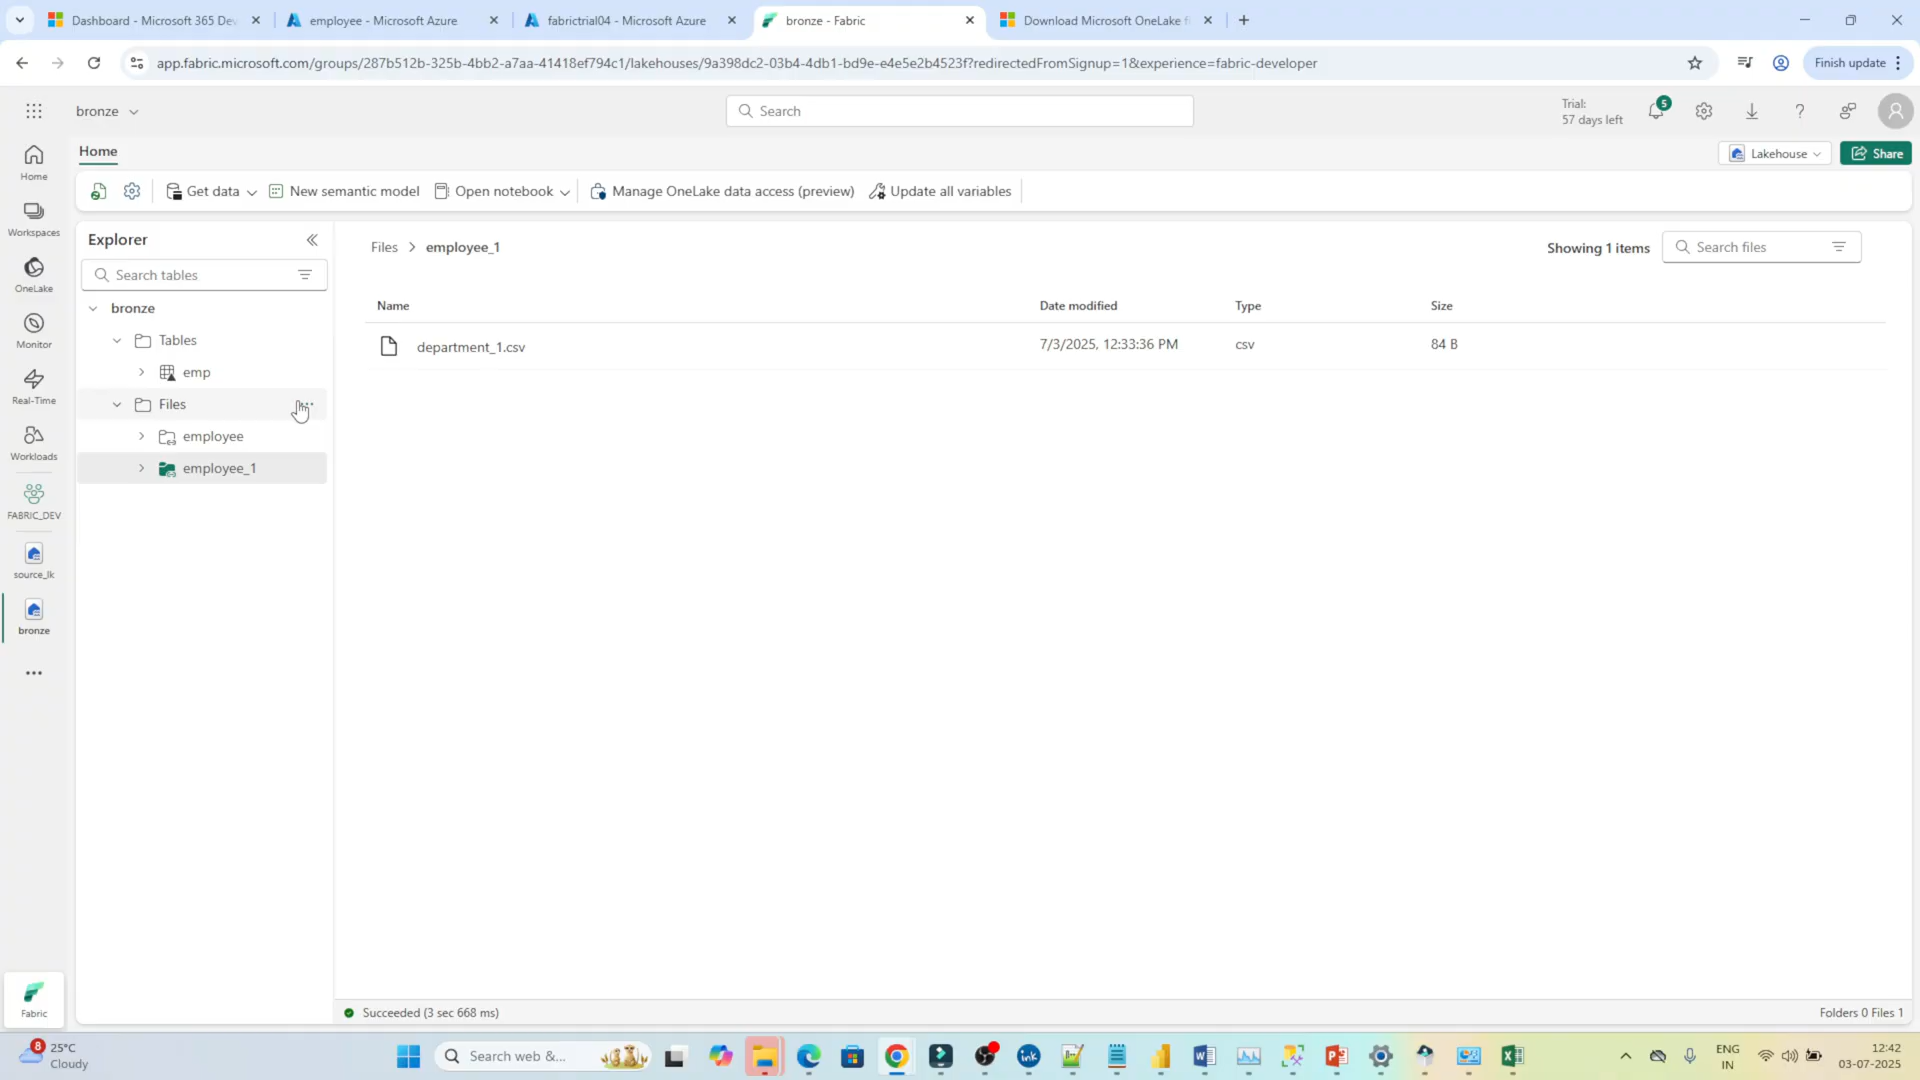 Dashboard - Microsoft 365 De
employee - Microsoft Azure
fabrictrial04 - Microsoft Azure
bronze - Fabric
Download Microsoft OneLake f
app.fabric.microsoft.com/groups/287b512b-325b-4bb2-a7aa-41418ef794c1/lakehouses/9a398dc2-03b4-4db1-bd9e-e4e5e2b4523f?redirectedFromSignup=1&experience=fabric-developer
Finish update
bronze
Search
Trial:
57 days left
5
Home
Lakehouse
Share
Get data
New semantic model
Open notebook
Manage OneLake data access (preview)
Update all variables
Home
Workspaces
OneLake
Monitor
Real-Time
Workloads
FABRIC_DEV
source_lk
bronze
Fabric
Explorer
Search tables
bronze
Tables
emp
Files
employee
employee_1
Files > employee_1
Showing 1 items
Search files
Name Date modified Type Size
department_1.csv 7/3/2025, 12:33:36 PM csv 84 B
Succeeded (3 sec 668 ms)
Folders 0 Files 1
8
25°C
Cloudy
Search web &...
ink
ENG
IN
12:42
03-07-2025